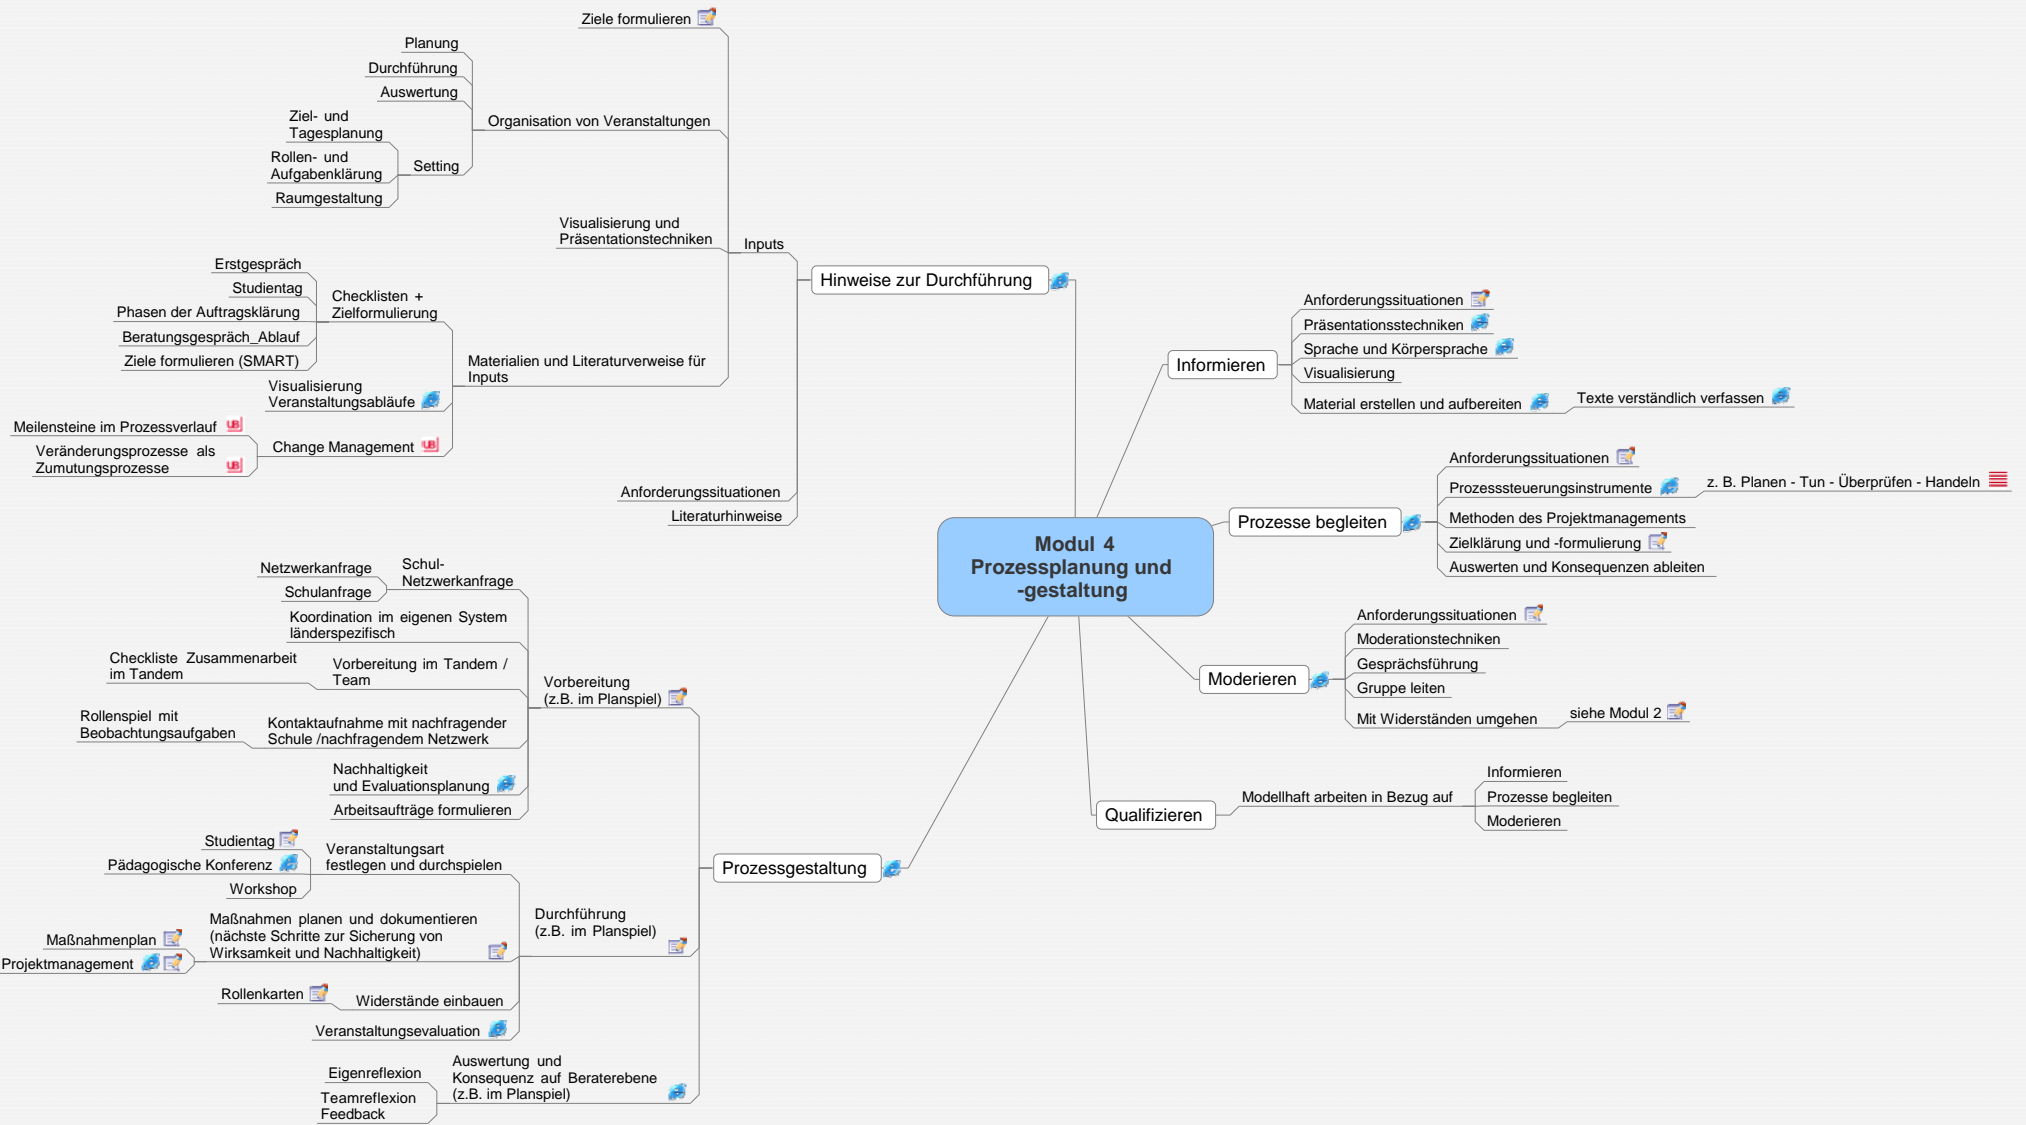 Modul 4
Prozessplanung und
-gestaltung
Informieren
Anforderungssituationen
Präsentationsstechniken
Sprache und Körpersprache
Visualisierung
Material erstellen und aufbereiten
Texte verständlich verfassen
Prozesse begleiten
Anforderungssituationen
Prozesssteuerungsinstrumente
z. B. Planen - Tun - Überprüfen - Handeln
Methoden des Projektmanagements
Zielklärung und -formulierung
Auswerten und Konsequenzen ableiten
Moderieren
Anforderungssituationen
Moderationstechniken
Gesprächsführung
Gruppe leiten
Mit Widerständen umgehen
siehe Modul 2
Qualifizieren
Modellhaft arbeiten in Bezug auf
Informieren
Prozesse begleiten
Moderieren
Hinweise zur Durchführung
Inputs
Ziele formulieren
Organisation von Veranstaltungen
Planung
Durchführung
Auswertung
Setting
Ziel- und
Tagesplanung
Rollen- und
Aufgabenklärung
Raumgestaltung
Visualisierung und
Präsentationstechniken
Materialien und Literaturverweise für
Inputs
Checklisten +
Zielformulierung
Erstgespräch
Studientag
Phasen der Auftragsklärung
Beratungsgespräch_Ablauf
Ziele formulieren (SMART)
Visualisierung
Veranstaltungsabläufe
Change Management
UB
Meilensteine im Prozessverlauf
UB
Veränderungsprozesse als
Zumutungsprozesse
UB
Anforderungssituationen
Literaturhinweise
Prozessgestaltung
Vorbereitung
(z.B. im Planspiel)
Schul-
Netzwerkanfrage
Netzwerkanfrage
Schulanfrage
Koordination im eigenen System
länderspezifisch
Vorbereitung im Tandem /
Team
Checkliste Zusammenarbeit
im Tandem
Kontaktaufnahme mit nachfragender
Schule /nachfragendem Netzwerk
Rollenspiel mit
Beobachtungsaufgaben
Nachhaltigkeit
und Evaluationsplanung
Arbeitsaufträge formulieren
Durchführung
(z.B. im Planspiel)
Veranstaltungsart
festlegen und durchspielen
Studientag
Pädagogische Konferenz
Workshop
Maßnahmen planen und dokumentieren
(nächste Schritte zur Sicherung von
Wirksamkeit und Nachhaltigkeit)
Maßnahmenplan
Projektmanagement
Widerstände einbauen
Rollenkarten
Veranstaltungsevaluation
Auswertung und
Konsequenz auf Beraterebene
(z.B. im Planspiel)
Eigenreflexion
Teamreflexion
Feedback